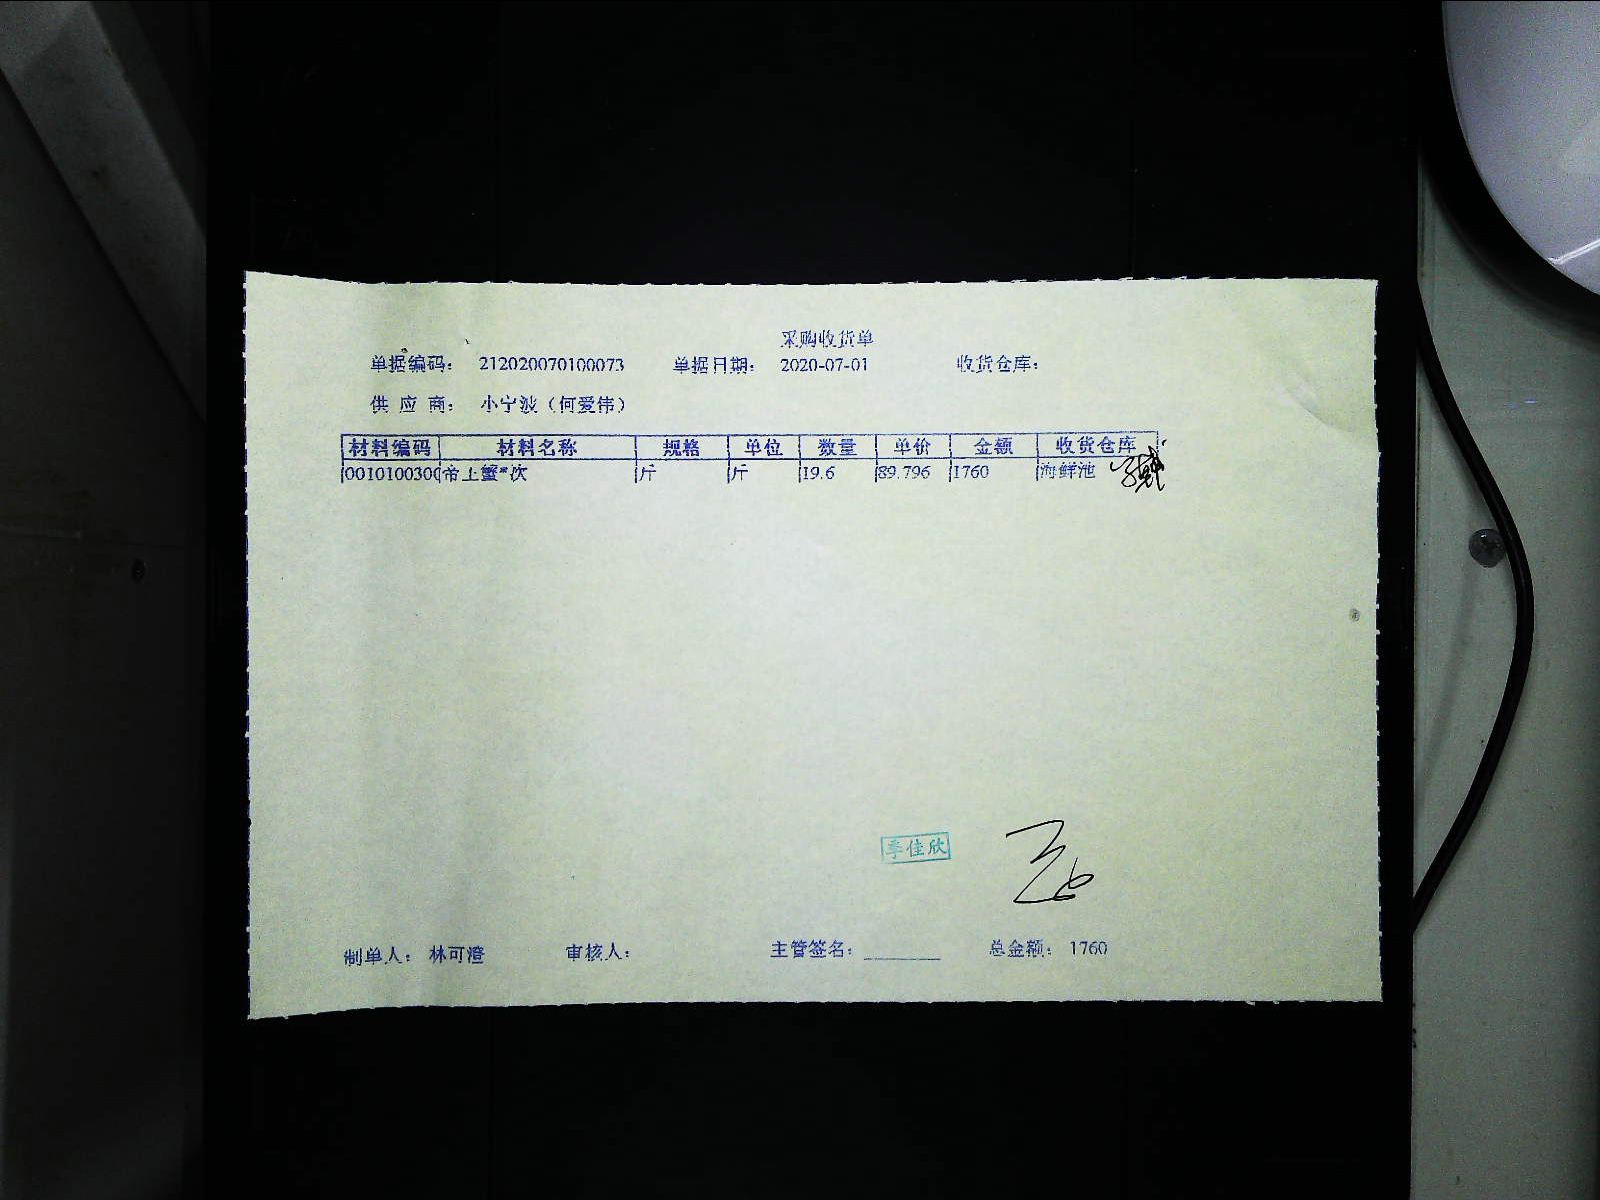 采购收货单
单据编码： 212020070100073 单据日期： 2020-07-01 收货仓库：
供 应 商： 小宁波（何爱伟）
材料编码 材料名称 规格 单位 数量 单价 金额 收货仓库
0010100300 帝王蟹*次 斤 斤 19.6 89.796 1760 海鲜池
季佳欣
制单人： 林可澄 审核人： 主管签名： 总金额： 1760